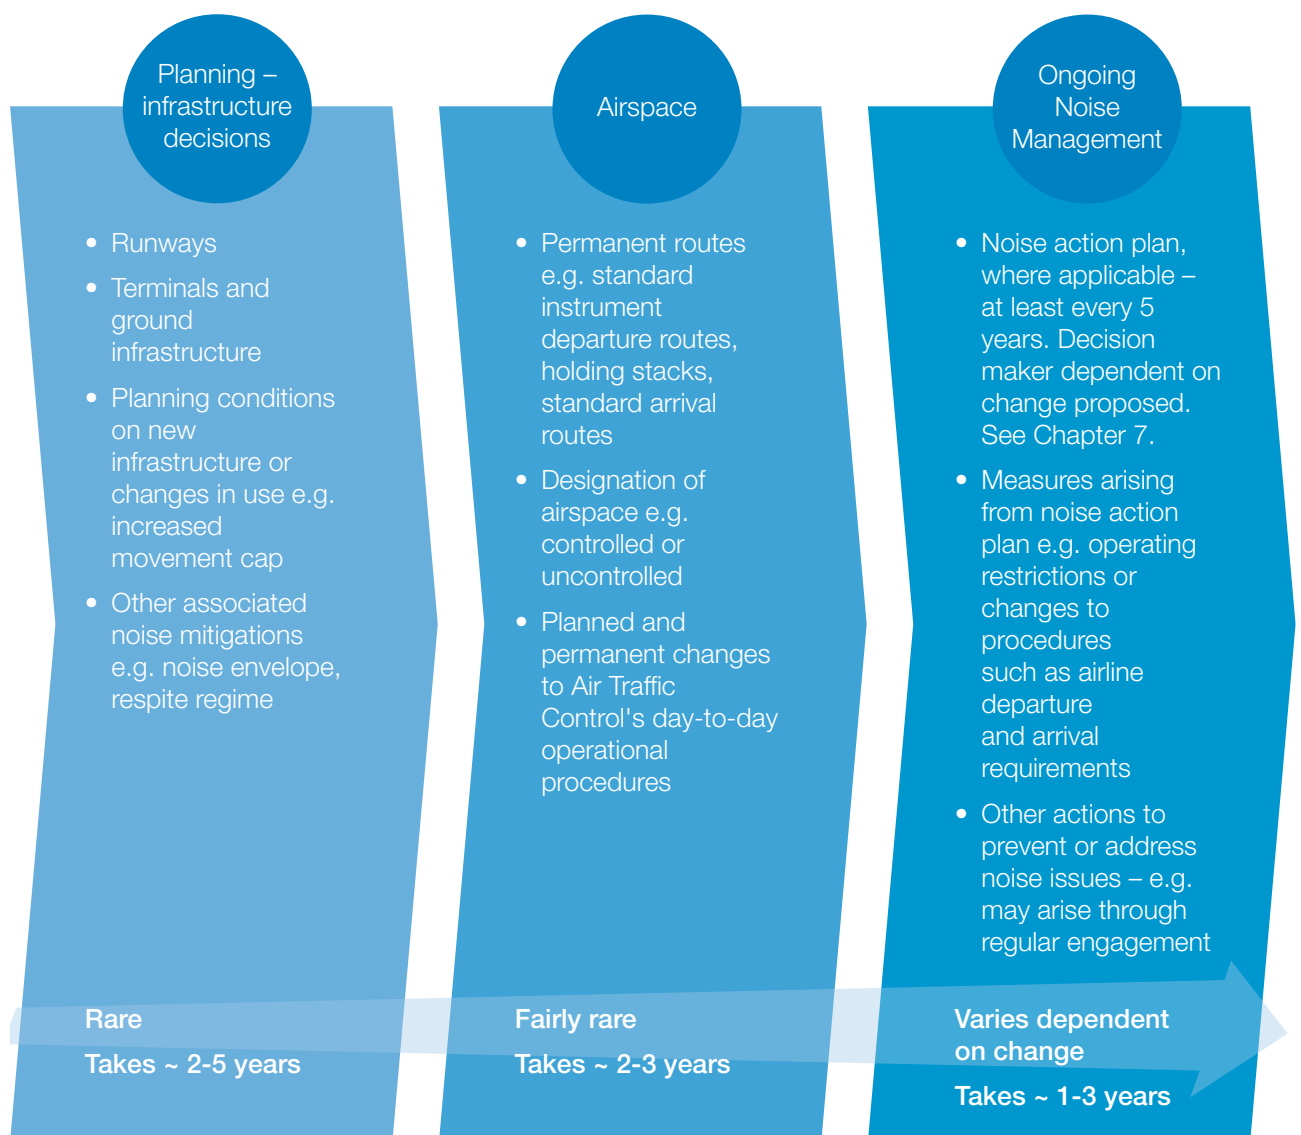 Planning –
infrastructure
decisions
• Runways
• Terminals and
ground
infrastructure
• Planning conditions
on new
infrastructure or
changes in use e.g.
increased
movement cap
• Other associated
noise mitigations
e.g. noise envelope,
respite regime
Rare
Takes ~ 2-5 years
Airspace
• Permanent routes
e.g. standard
instrument
departure routes,
holding stacks,
standard arrival
routes
• Designation of
airspace e.g.
controlled or
uncontrolled
• Planned and
permanent changes
to Air Traffic
Control's day-to-day
operational
procedures
Fairly rare
Takes ~ 2-3 years
Ongoing
Noise
Management
• Noise action plan,
where applicable –
at least every 5
years. Decision
maker dependent on
change proposed.
See Chapter 7.
• Measures arising
from noise action
plan e.g. operating
restrictions or
changes to
procedures
such as airline
departure
and arrival
requirements
• Other actions to
prevent or address
noise issues – e.g.
may arise through
regular engagement
Varies dependent
on change
Takes ~ 1-3 years